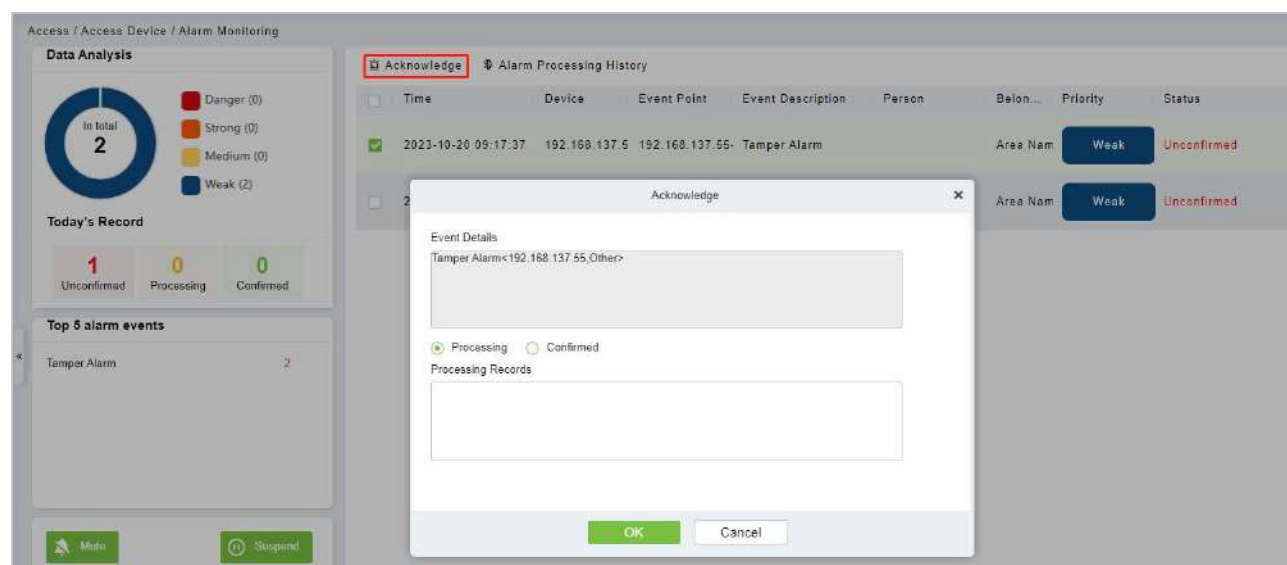 Access / Access Device / Alarm Monitoring
Data Analysis
In total
2
Danger (0)
Strong (0)
Medium (0)
Weak (2)
Today's Record
1
0
0
Unconfirmed
Processing
Confirmed
Top 5 alarm events
Tamper Alarm 2
Mute
Suspend
Acknowledge Alarm Processing History
Time Device Event Point Event Description Person Belon... Priority Status
2023-10-20 09:17:37 192.168.137.5 192.168.137.55- Tamper Alarm Area Nam Weak Unconfirmed
2 Area Nam Weak Unconfirmed
Acknowledge
Event Details
Tamper Alarm<192.168.137.55,Other>
Processing Confirmed
Processing Records
OK Cancel